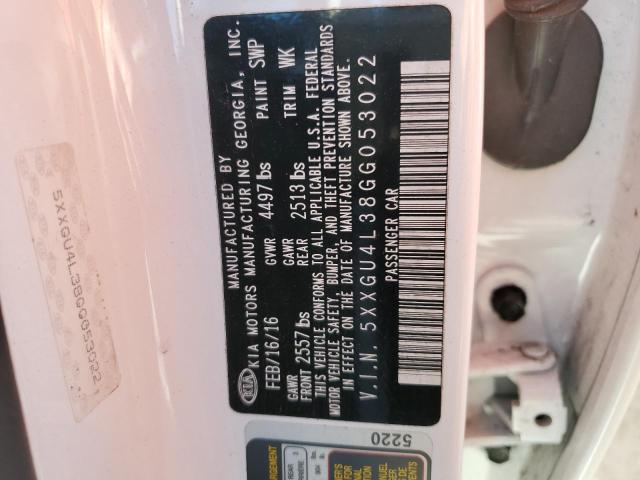 KIA
MANUFACTURED BY
KIA MOTORS MANUFACTURING GEORGIA, INC.
FEB/16/16 GVWR 4497 lbs PAINT SWP
GAWR GAWR
FRONT 2557 lbs REAR 2513 lbs TRIM WK
THIS VEHICLE CONFORMS TO ALL APPLICABLE U.S.A. FEDERAL
MOTOR VEHICLE SAFETY, BUMPER, AND THEFT PREVENTION STANDARDS
IN EFFECT ON THE DATE OF MANUFACTURE SHOWN ABOVE.
V.I.N. 5XXGU4L38GG053022
PASSENGER CAR
5XXGU4L38GG053022
5220
REAR